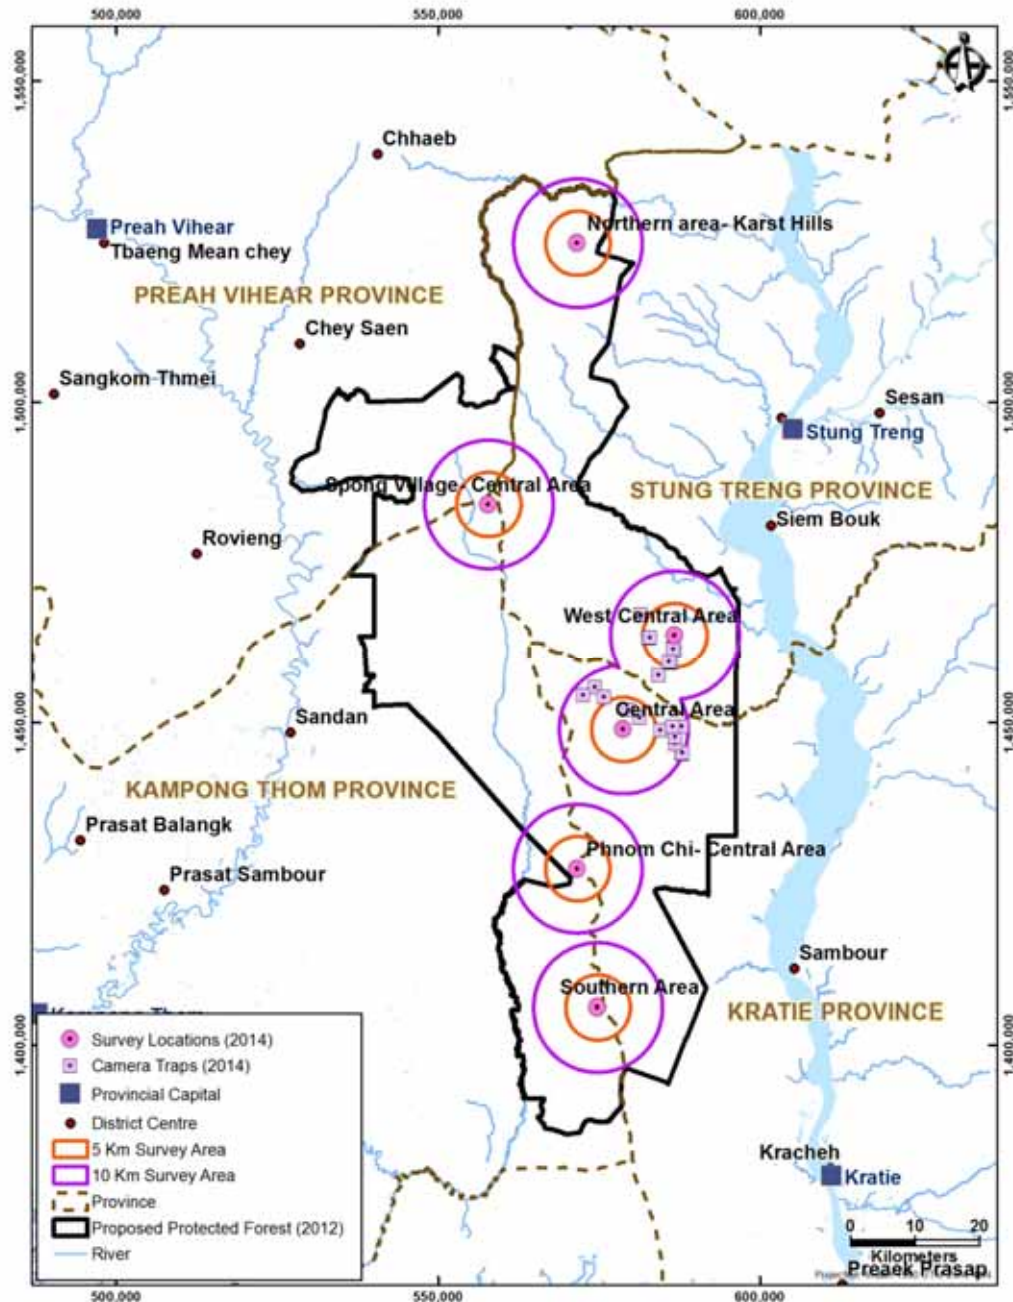 500,000
550,000
600,000
1,550,000
1,550,000
Chhaeb
Preah Vihear
Tbaeng Mean chey
Northern area- Karst Hills
PREAH VIHEAR PROVINCE
Chey Saen
Sangkom Thmei
1,500,000
1,500,000
Sesan
Stung Treng
Spong Village- Central Area
STUNG TRENG PROVINCE
Siem Bouk
Rovieng
West Central Area
Sandan
Central Area
1,450,000
1,450,000
KAMPONG THOM PROVINCE
Prasat Balangk
Phnom Chi- Central Area
Prasat Sambour
Sambour
Southern Area
KRATIE PROVINCE
1,400,000
1,400,000
Survey Locations (2014)
Camera Traps (2014)
Provincial Capital
District Centre
5 Km Survey Area
10 Km Survey Area
Province
Proposed Protected Forest (2012)
River
Kracheh
Kratie
0 10 20
Kilometers
Preaek Prasap
500,000
550,000
600,000